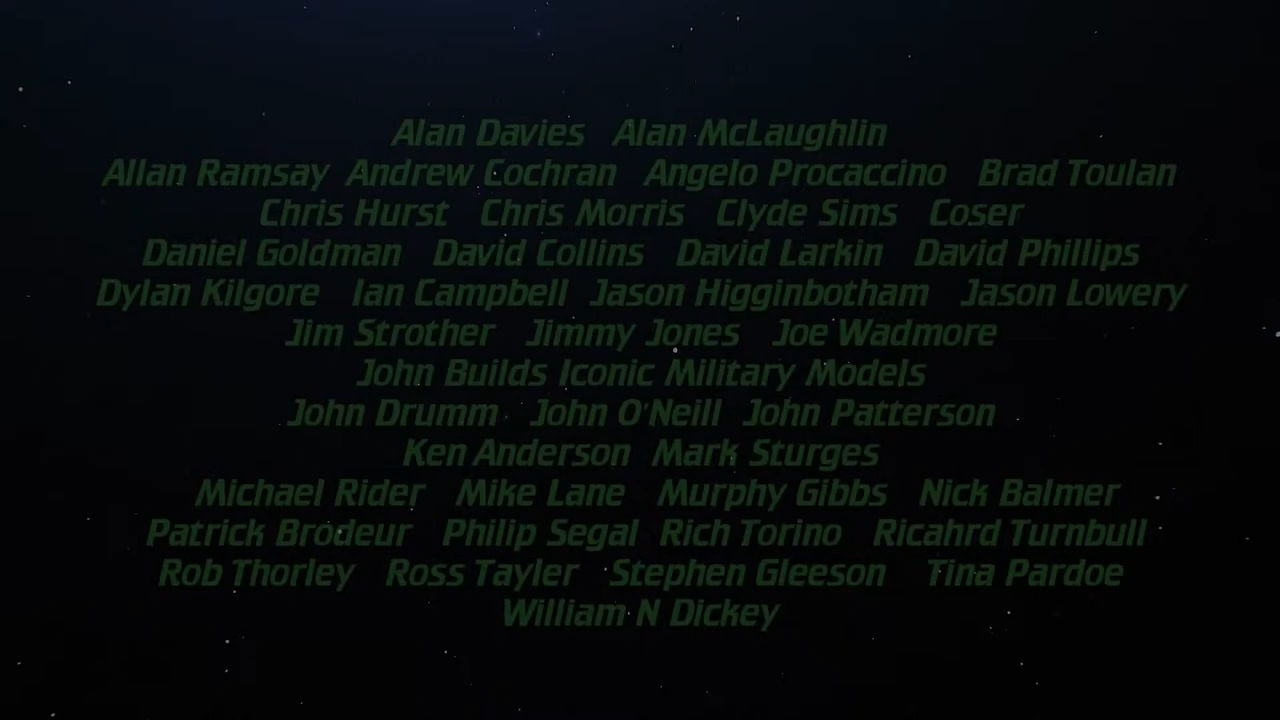 Alan Davies Alan McLaughlin
Allan Ramsay Andrew Cochran Angelo Procaccino Brad Toulan
Chris Hurst Chris Morris Clyde Sims Coser
Daniel Goldman David Collins David Larkin David Phillips
Dylan Kilgore Ian Campbell Jason Higginbotham Jason Lowery
Jim Strother Jimmy Jones Joe Wadmore
John Builds Iconic Military Models
John Drumm John O'Neill John Patterson
Ken Anderson Mark Sturges
Michael Rider Mike Lane Murphy Gibbs Nick Balmer
Patrick Brodeur Philip Segal Rich Torino Ricahrd Turnbull
Rob Thorley Ross Tayler Stephen Gleeson Tina Pardoe
William N Dickey